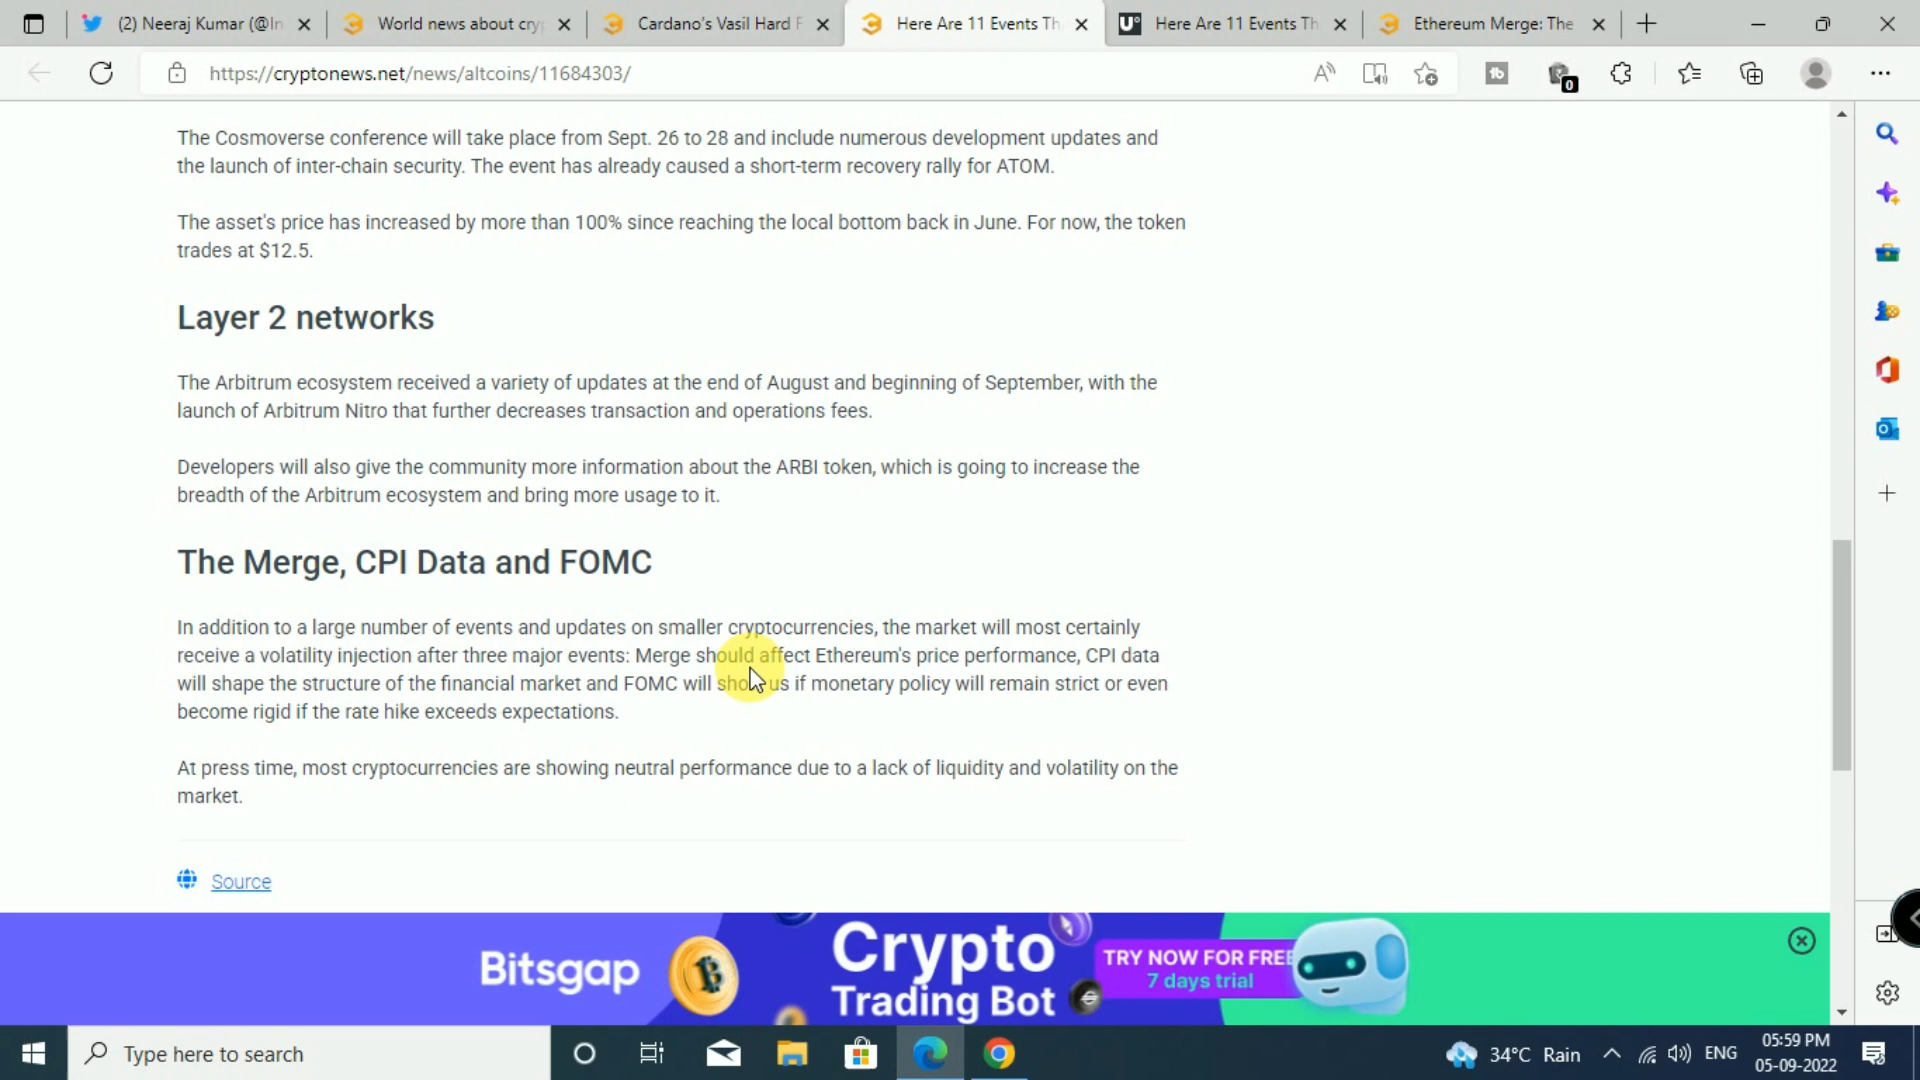 (2) Neeraj Kumar (@In
World news about cry
Cardano's Vasil Hard F
Here Are 11 Events Th
U°
Here Are 11 Events Th
Ethereum Merge: The
https://cryptonews.net/news/altcoins/11684303/
0
The Cosmoverse conference will take place from Sept. 26 to 28 and include numerous development updates and
the launch of inter-chain security. The event has already caused a short-term recovery rally for ATOM.
The asset's price has increased by more than 100% since reaching the local bottom back in June. For now, the token
trades at $12.5.
Layer 2 networks
The Arbitrum ecosystem received a variety of updates at the end of August and beginning of September, with the
launch of Arbitrum Nitro that further decreases transaction and operations fees.
Developers will also give the community more information about the ARBI token, which is going to increase the
breadth of the Arbitrum ecosystem and bring more usage to it.
The Merge, CPI Data and FOMC
In addition to a large number of events and updates on smaller cryptocurrencies, the market will most certainly
receive a volatility injection after three major events: Merge should affect Ethereum's price performance, CPI data
will shape the structure of the financial market and FOMC will show us if monetary policy will remain strict or even
become rigid if the rate hike exceeds expectations.
At press time, most cryptocurrencies are showing neutral performance due to a lack of liquidity and volatility on the
market.
Source
Bitsgap
Crypto
Trading Bot
TRY NOW FOR FREE
7 days trial
Type here to search
34°C Rain
ENG
05:59 PM
05-09-2022